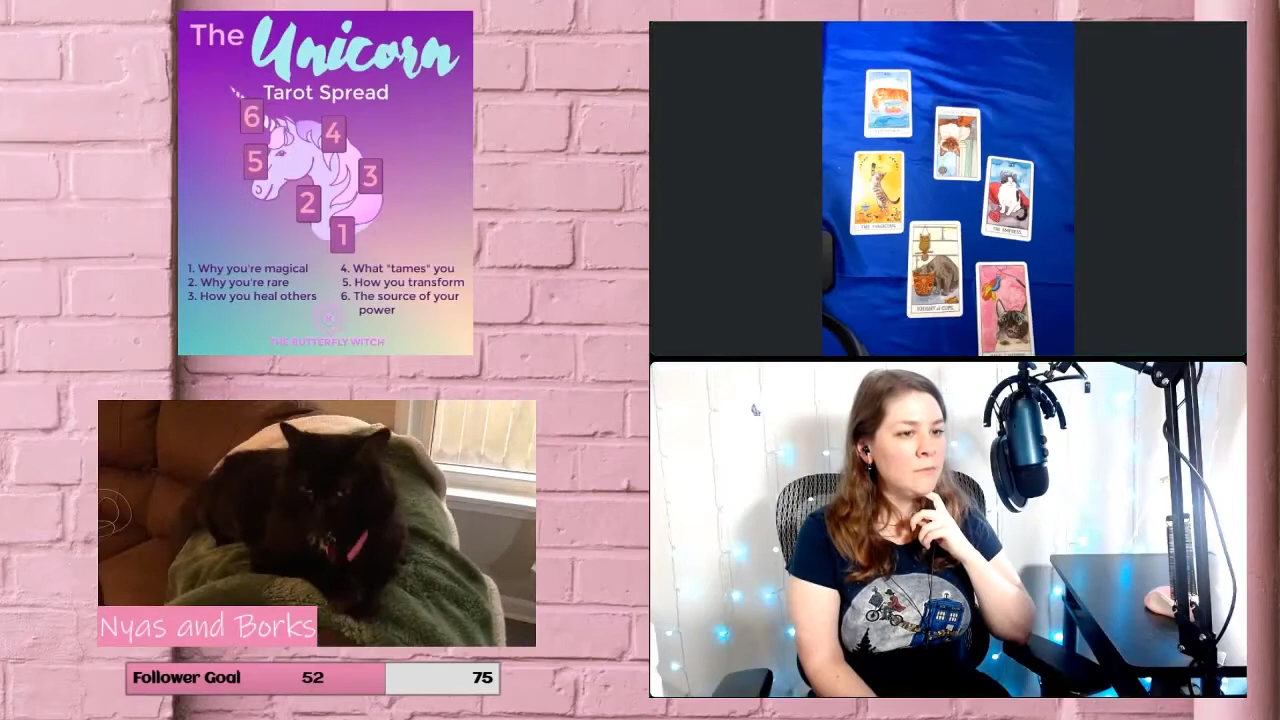 The Unicorn
Tarot Spread
6
4
5
3
2
1
1. Why you're magical
2. Why you're rare
3. How you heal others
4. What "tames" you
5. How you transform
6. The source of your
power
THE BUTTERFLY WITCH
THE MAGICIAN
THE EMPRESS
KNIGHT of CUPS
Nyas and Borks
Follower Goal 52 75